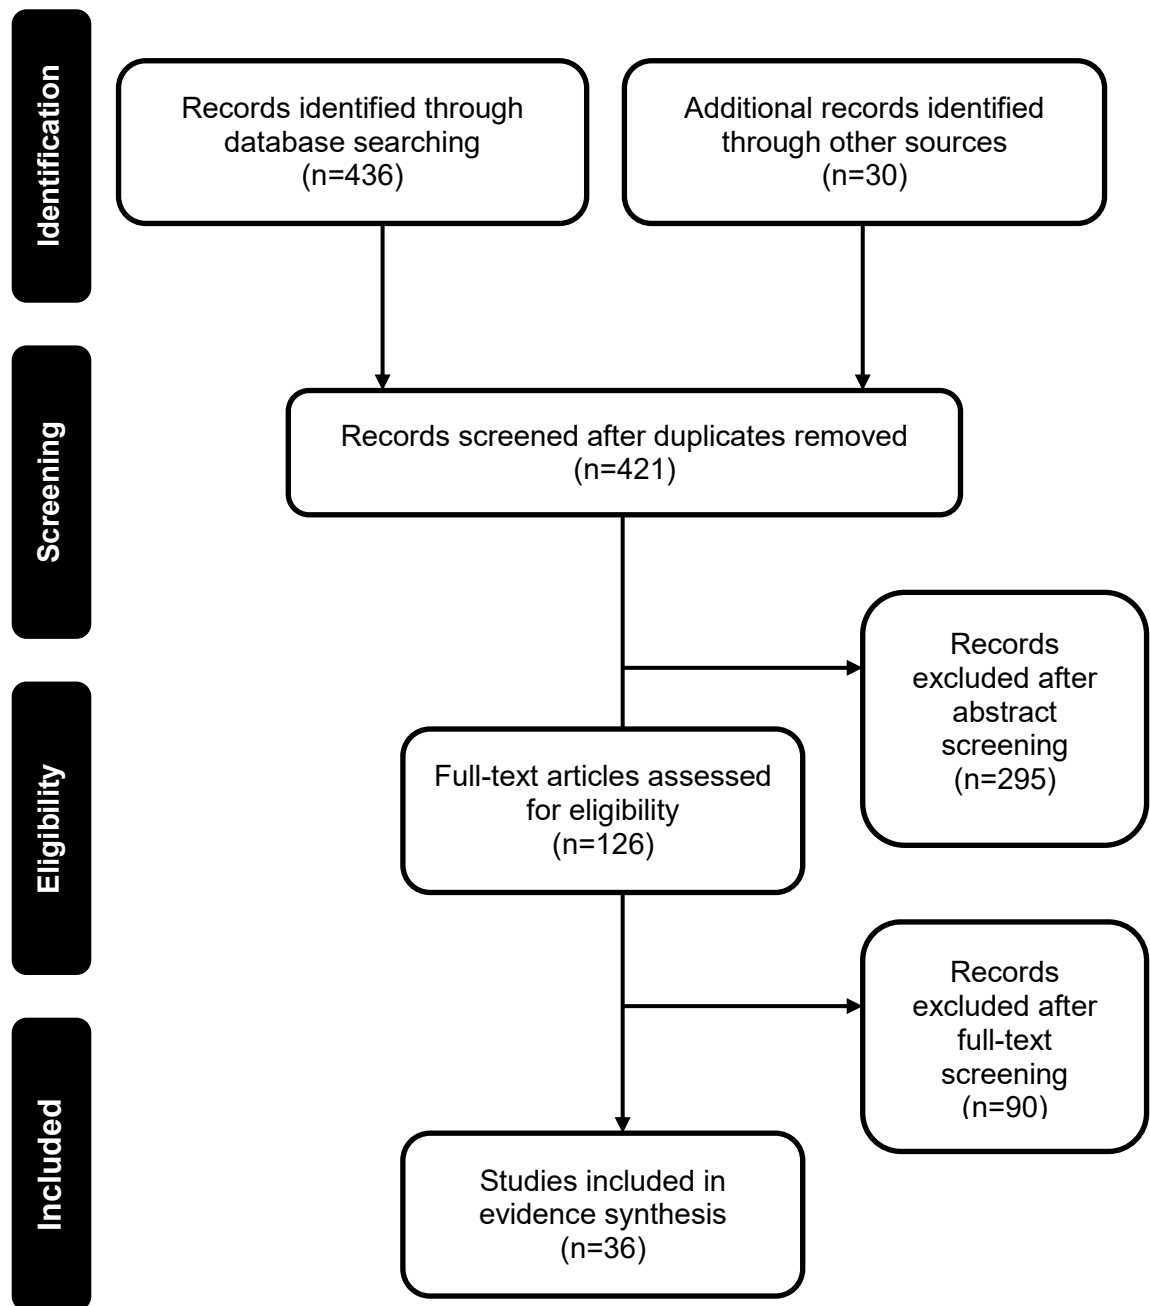 Identification
Records identified through
database searching
(n=436)
Additional records identified
through other sources
(n=30)
Screening
Records screened after duplicates removed
(n=421)
Records
excluded after
abstract
screening
(n=295)
Eligibility
Full-text articles assessed
for eligibility
(n=126)
Records
excluded after
full-text
screening
(n=90)
Included
Studies included in
evidence synthesis
(n=36)